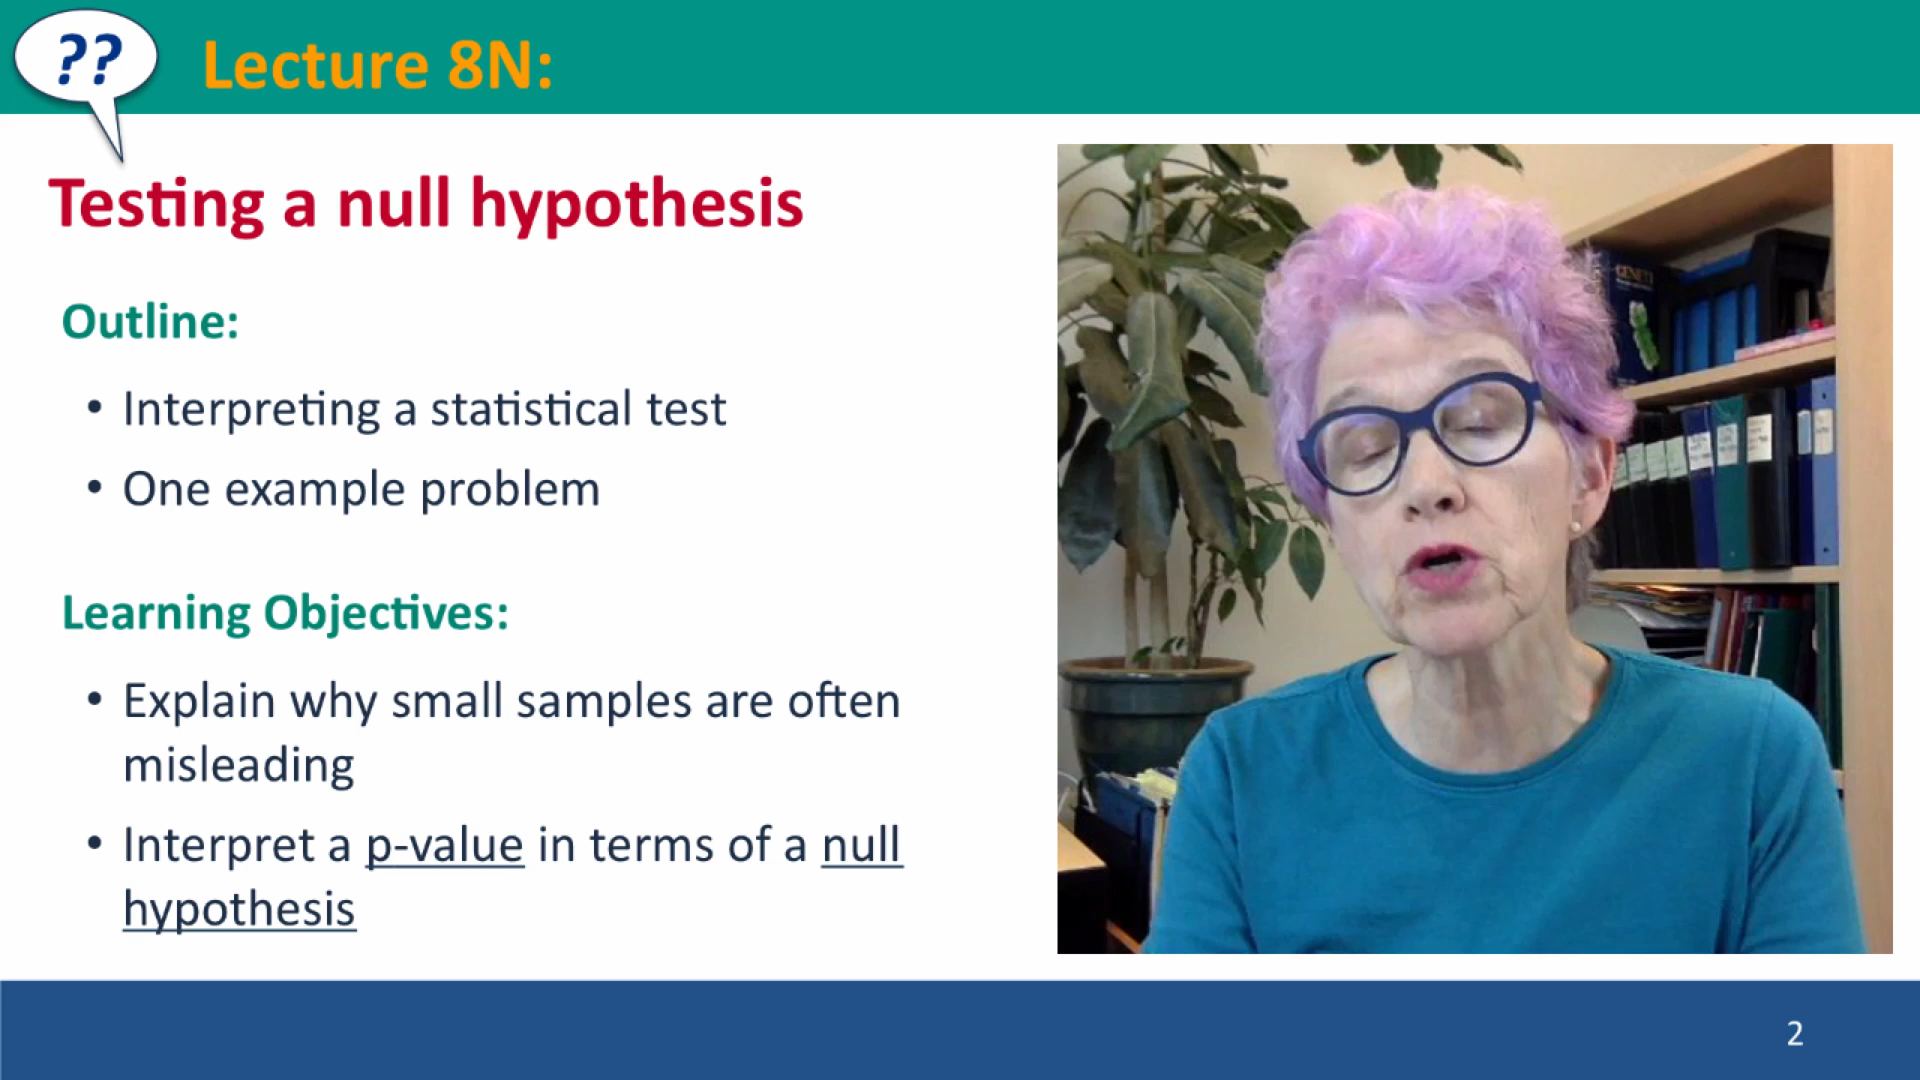 ??
Lecture 8N:
Testing a null hypothesis
Outline:
• Interpreting a statistical test
• One example problem
Learning Objectives:
• Explain why small samples are often
misleading
• Interpret a p-value in terms of a null
hypothesis
2